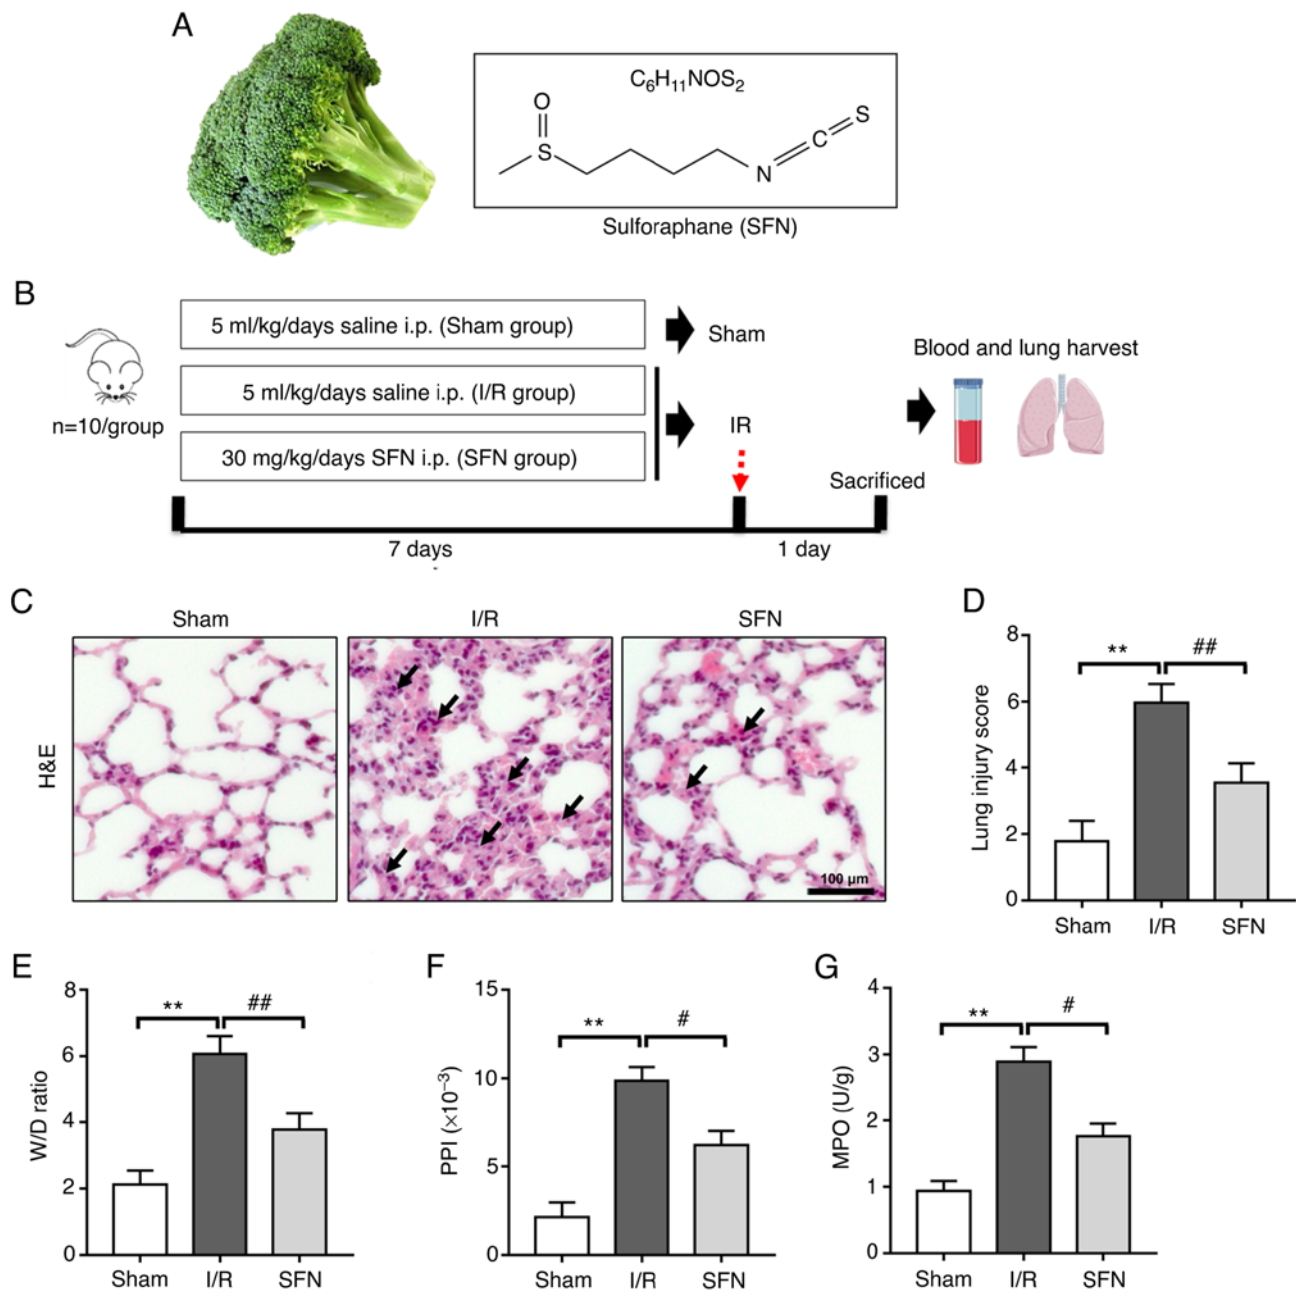 A
C₆H₁₁NOS₂
O
S
N
C
S
Sulforaphane (SFN)
B
n=10/group
5 ml/kg/days saline i.p. (Sham group)
5 ml/kg/days saline i.p. (I/R group)
30 mg/kg/days SFN i.p. (SFN group)
Sham
IR
Sacrificed
Blood and lung harvest
7 days
1 day
C
Sham
I/R
SFN
H&E
100 µm
D
Lung injury score
8
6
4
2
0
**
##
Sham
I/R
SFN
E
W/D ratio
8
6
4
2
0
**
##
Sham
I/R
SFN
F
PPI (×10⁻³)
15
10
5
0
**
#
Sham
I/R
SFN
G
MPO (U/g)
4
3
2
1
0
**
#
Sham
I/R
SFN